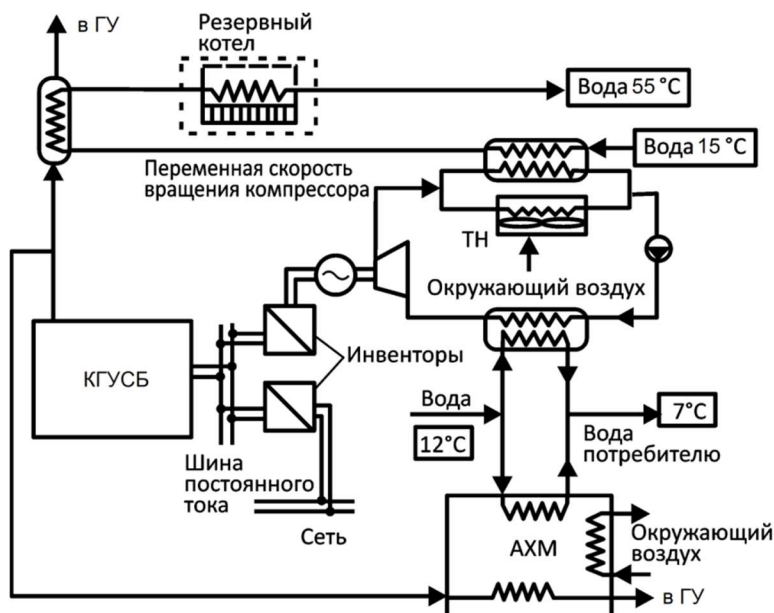 в ГУ
Резервный
котел
Вода 55 °C
Вода 15 °C
Переменная скорость
вращения компрессора
ТН
Окружающий воздух
Инвенторы
КГУСБ
Вода
12°C
7°C
Вода
потребителю
Шина
постоянного
тока
Сеть
АХМ
Окружающий
воздух
в ГУ